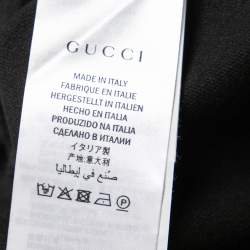 GUCCI
MADE IN ITALY
FABRIQUE EN ITALIE
HERGESTELLT IN ITALIEN
HECHO EN ITALIA
PRODUZIDO NA ITALIA
СДЕЛАНО В ИТАЛИИ
イタリア製
产地:意大利
صنع في إيطاليا